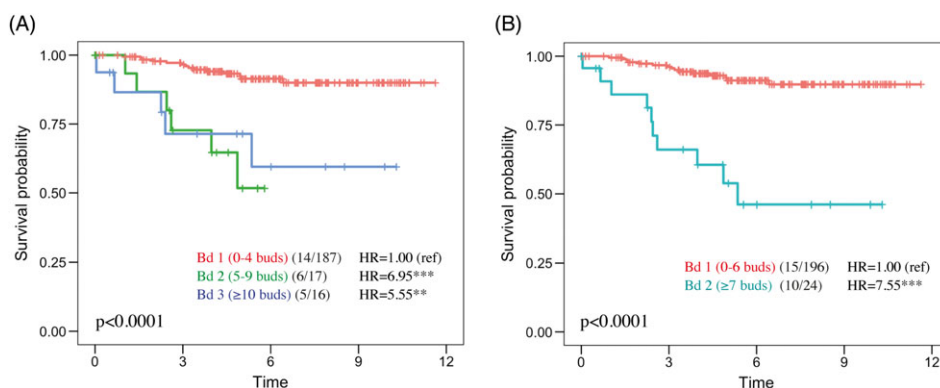 (A)
Survival probability
1.00
0.75
0.50
0.25
0.00
Bd 1 (0-4 buds) (14/187) HR=1.00 (ref)
Bd 2 (5-9 buds) (6/17) HR=6.95***
Bd 3 (≥10 buds) (5/16) HR=5.55**
p<0.0001
0 3 6 9 12
Time
(B)
Survival probability
1.00
0.75
0.50
0.25
0.00
Bd 1 (0-6 buds) (15/196) HR=1.00 (ref)
Bd 2 (≥7 buds) (10/24) HR=7.55***
p<0.0001
0 3 6 9 12
Time